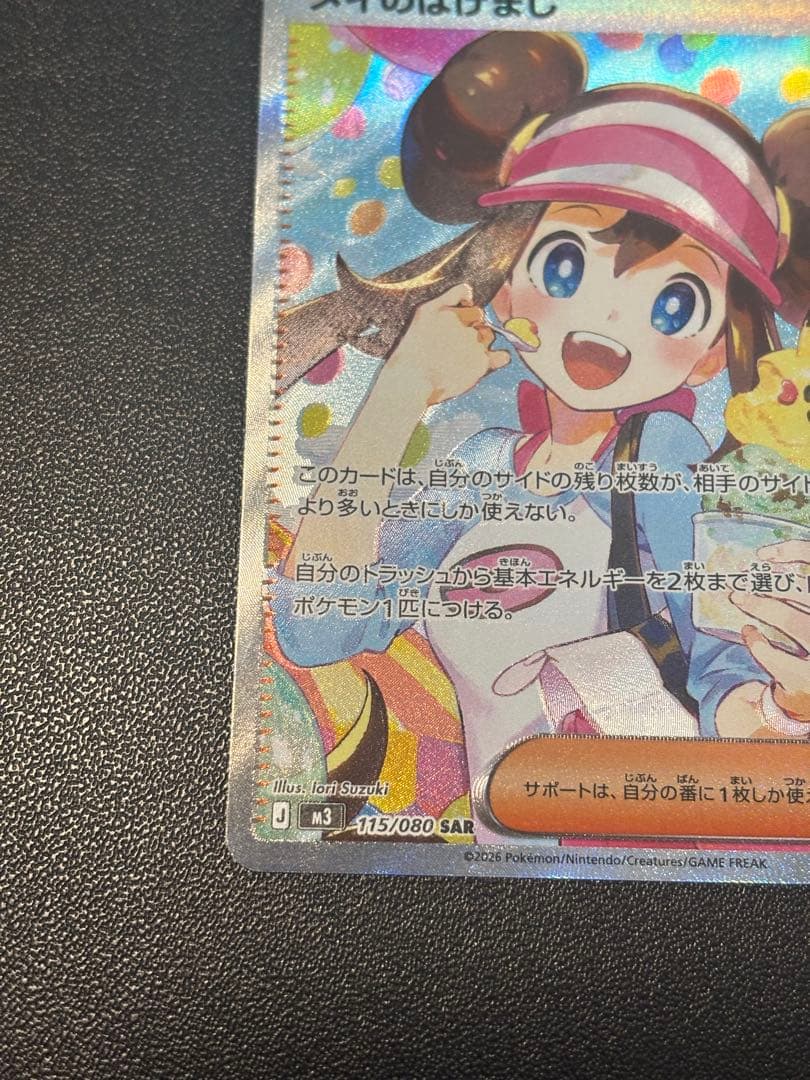 メイのはげまし
このカードは、自分のサイドの残り枚数が、相手のサイド
より多いときにしか使えない。
自分のトラッシュから基本エネルギーを2枚まで選び、
ポケモン1匹につける。
Illus. Iori Suzuki
サポートは、自分の番に1枚しか使
J M3 115/080 SAR
©2026 Pokémon/Nintendo/Creatures/GAME FREAK